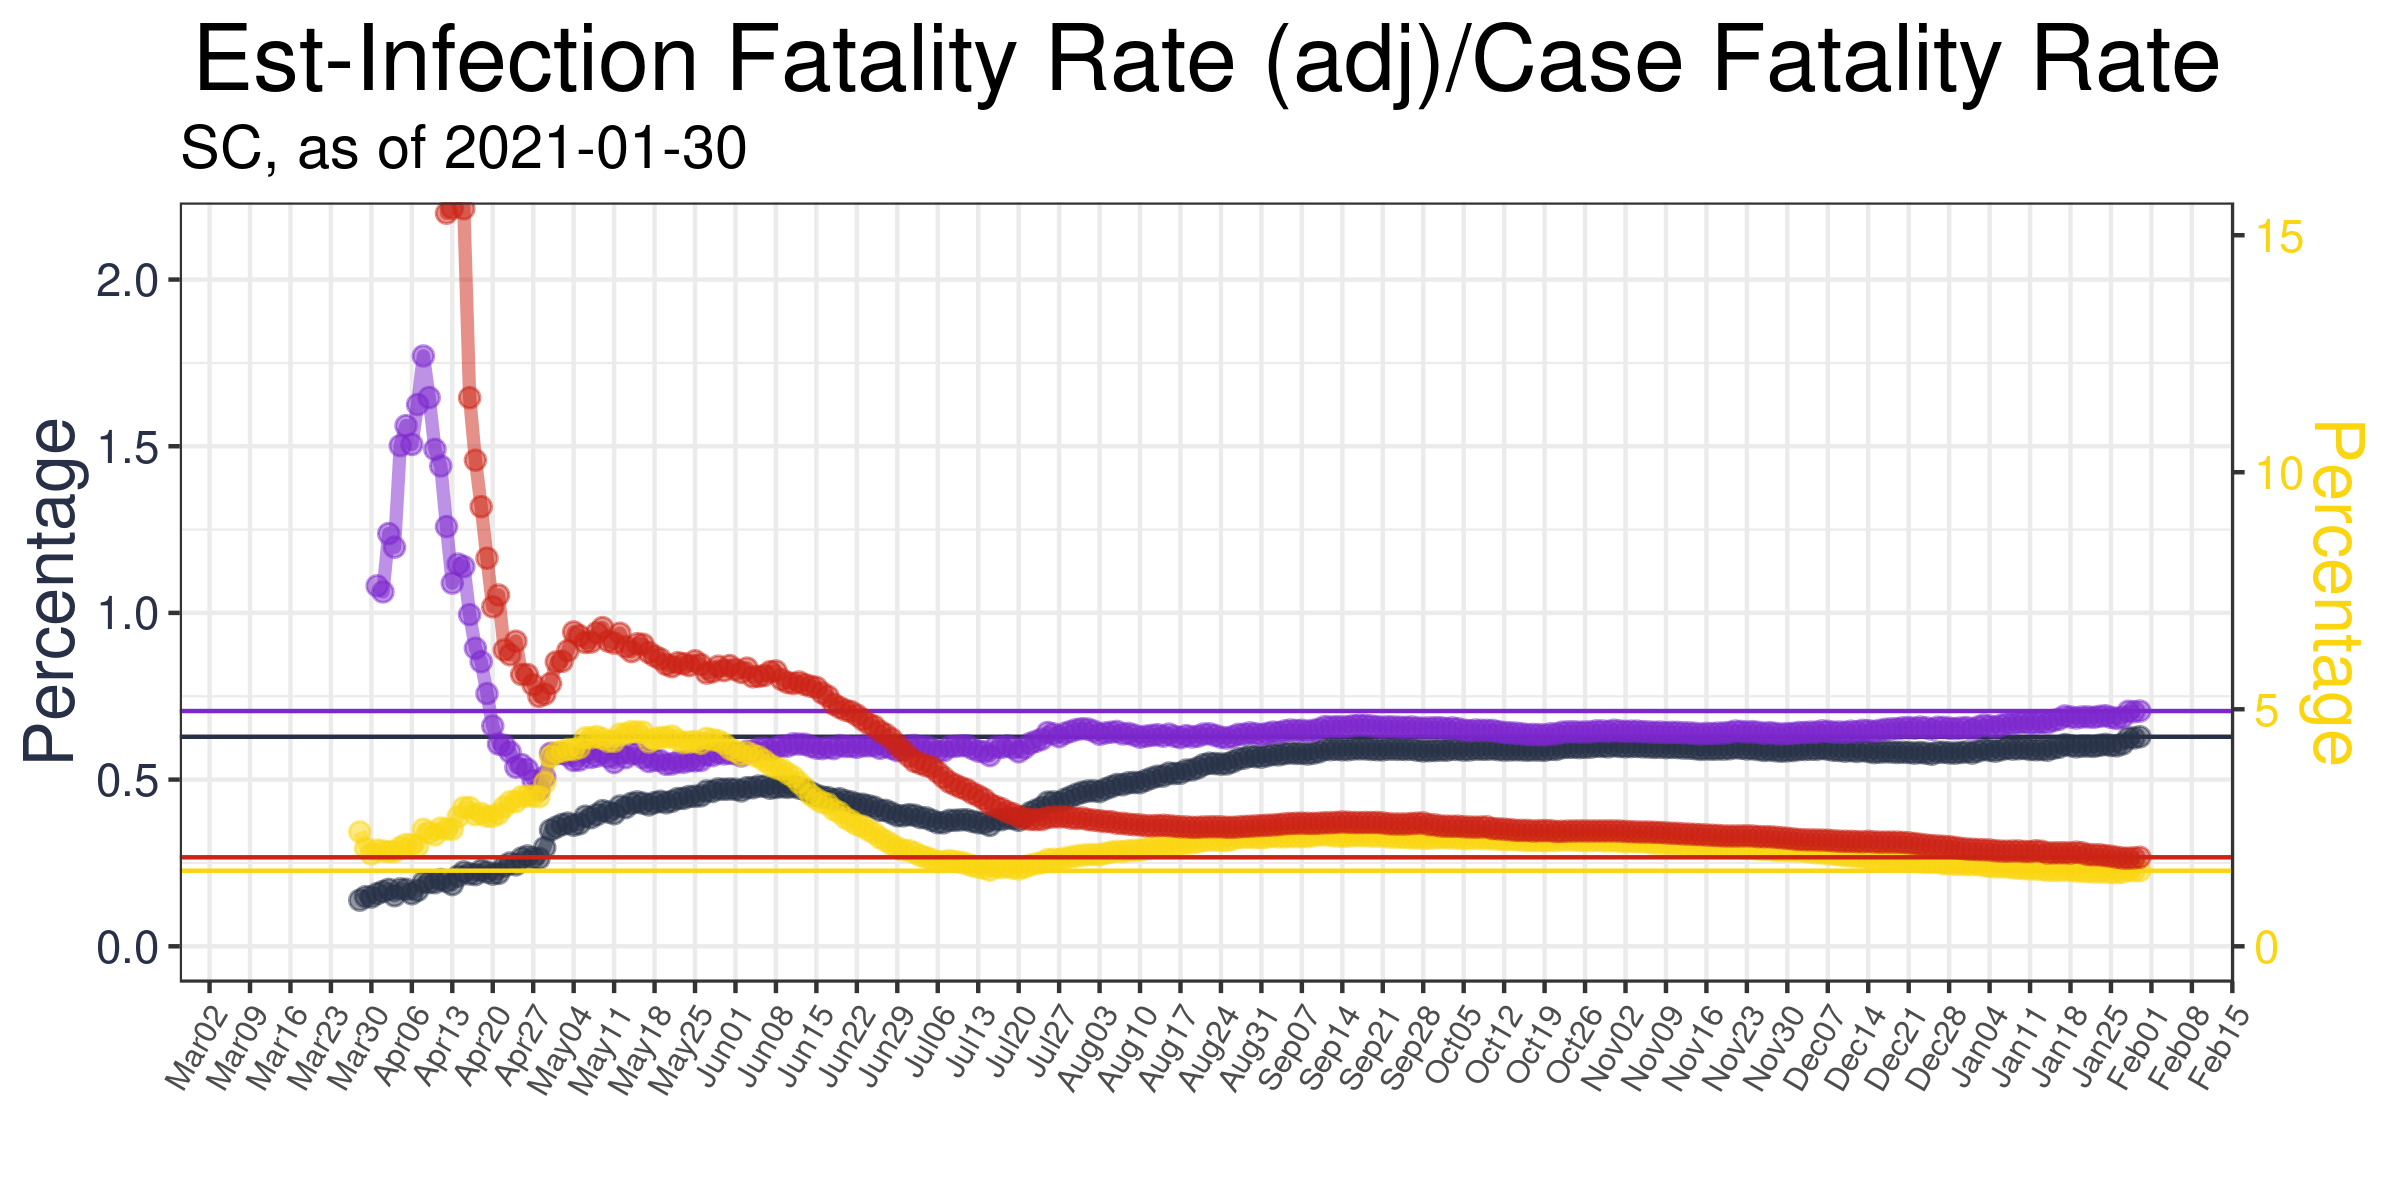 Est-Infection Fatality Rate (adj)/Case Fatality Rate
SC, as of 2021-01-30
Percentage
2.0
1.5
1.0
0.5
0.0
15
10
5
0
Percentage
Mar02
Mar09
Mar16
Mar23
Mar30
Apr06
Apr13
Apr20
Apr27
May04
May11
May18
May25
Jun01
Jun08
Jun15
Jun22
Jun29
Jul06
Jul13
Jul20
Jul27
Aug03
Aug10
Aug17
Aug24
Aug31
Sep07
Sep14
Sep21
Sep28
Oct05
Oct12
Oct19
Oct26
Nov02
Nov09
Nov16
Nov23
Nov30
Dec07
Dec14
Dec21
Dec28
Jan04
Jan11
Jan18
Jan25
Feb01
Feb08
Feb15